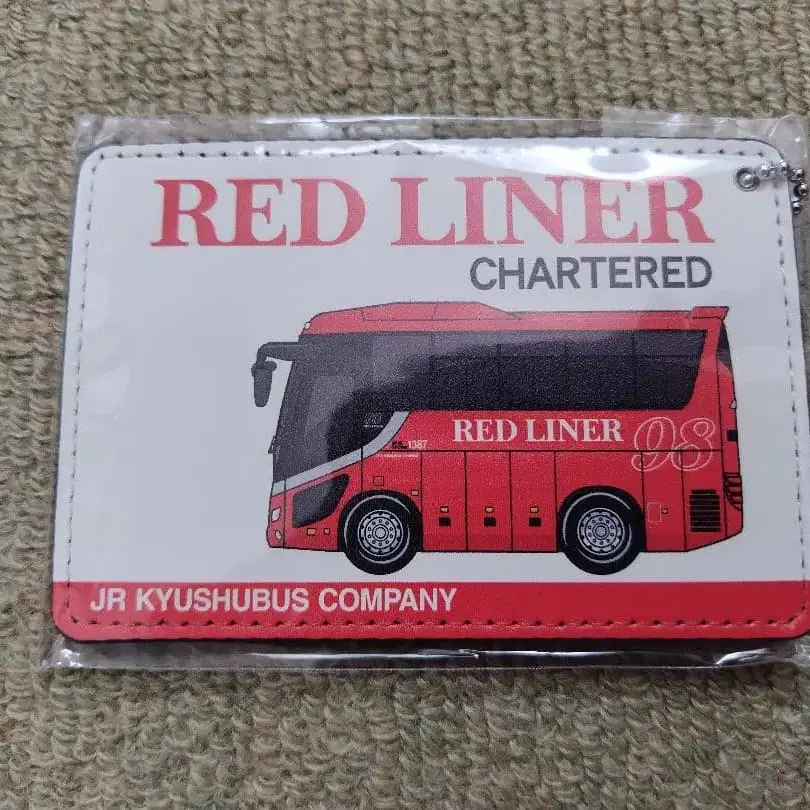 RED LINER
CHARTERED
1387
RED LINER
98
JR KYUSHUBUS COMPANY